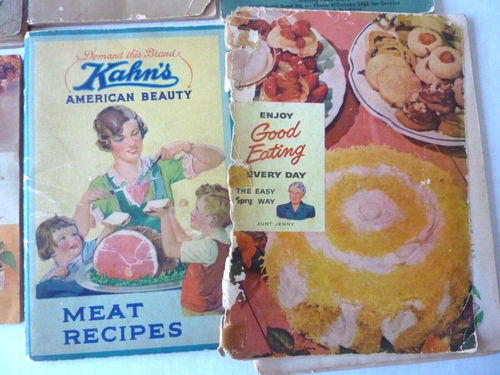 Demand this Brand
Kahn's
AMERICAN BEAUTY
MEAT
RECIPES
ENJOY
Good
Eating
EVERY DAY
THE EASY
Spry WAY
AUNT JENNY